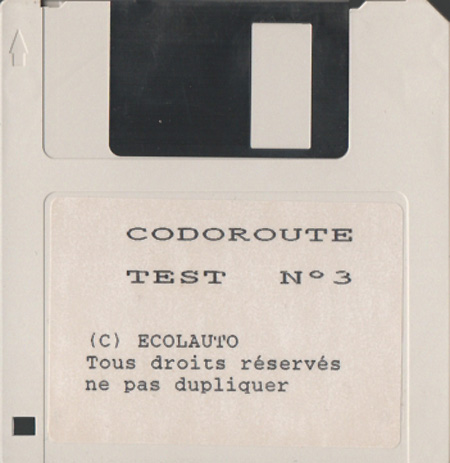 CODOROUTE
TEST N° 3
(C) ECOLAUTO
Tous droits réservés
ne pas dupliquer